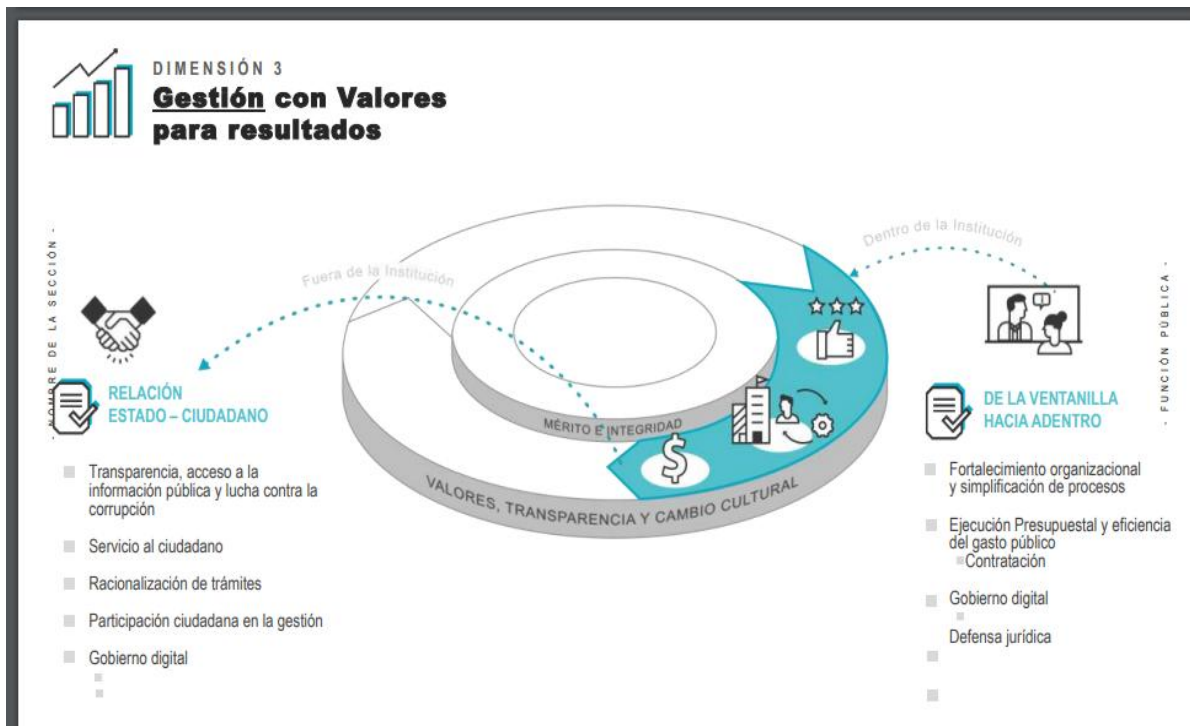 DIMENSIÓN 3
Gestión con Valores
para resultados
- NOMBRE DE LA SECCIÓN -
Fuera de la Institución
Dentro de la Institución
- FUNCIÓN PÚBLICA -
RELACIÓN
ESTADO – CIUDADANO
Transparencia, acceso a la
información pública y lucha contra la
corrupción
Servicio al ciudadano
Racionalización de trámites
Participación ciudadana en la gestión
Gobierno digital
$
MÉRITO E INTEGRIDAD
VALORES, TRANSPARENCIA Y CAMBIO CULTURAL
DE LA VENTANILLA
HACIA ADENTRO
Fortalecimiento organizacional
y simplificación de procesos
Ejecución Presupuestal y eficiencia
del gasto público
Contratación
Gobierno digital
Defensa jurídica